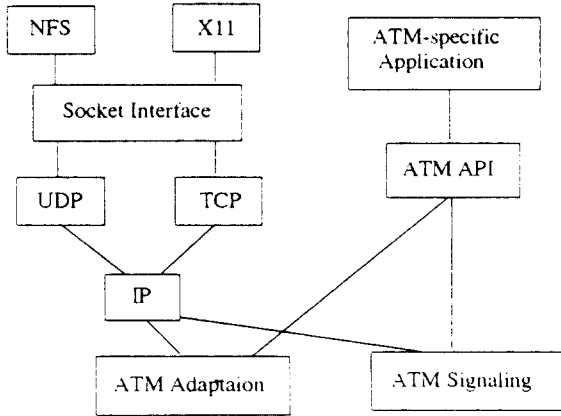 NFS
X11
ATM-specific
Application
Socket Interface
UDP
TCP
ATM API
IP
ATM Adaptaion
ATM Signaling